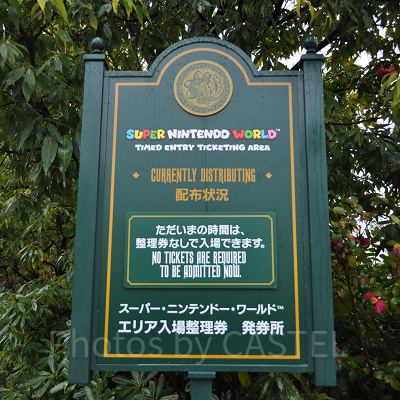 SUPER NINTENDO WORLD™
TIMED ENTRY TICKETING AREA
CURRENTLY DISTRIBUTING
配布状況
ただいまの時間は、
整理券なしで入場できます。
NO TICKETS ARE REQUIRED
TO BE ADMITTED NOW.
スーパー・ニンテンドー・ワールド™
エリア入場整理券 発券所
Photos by CASTEL